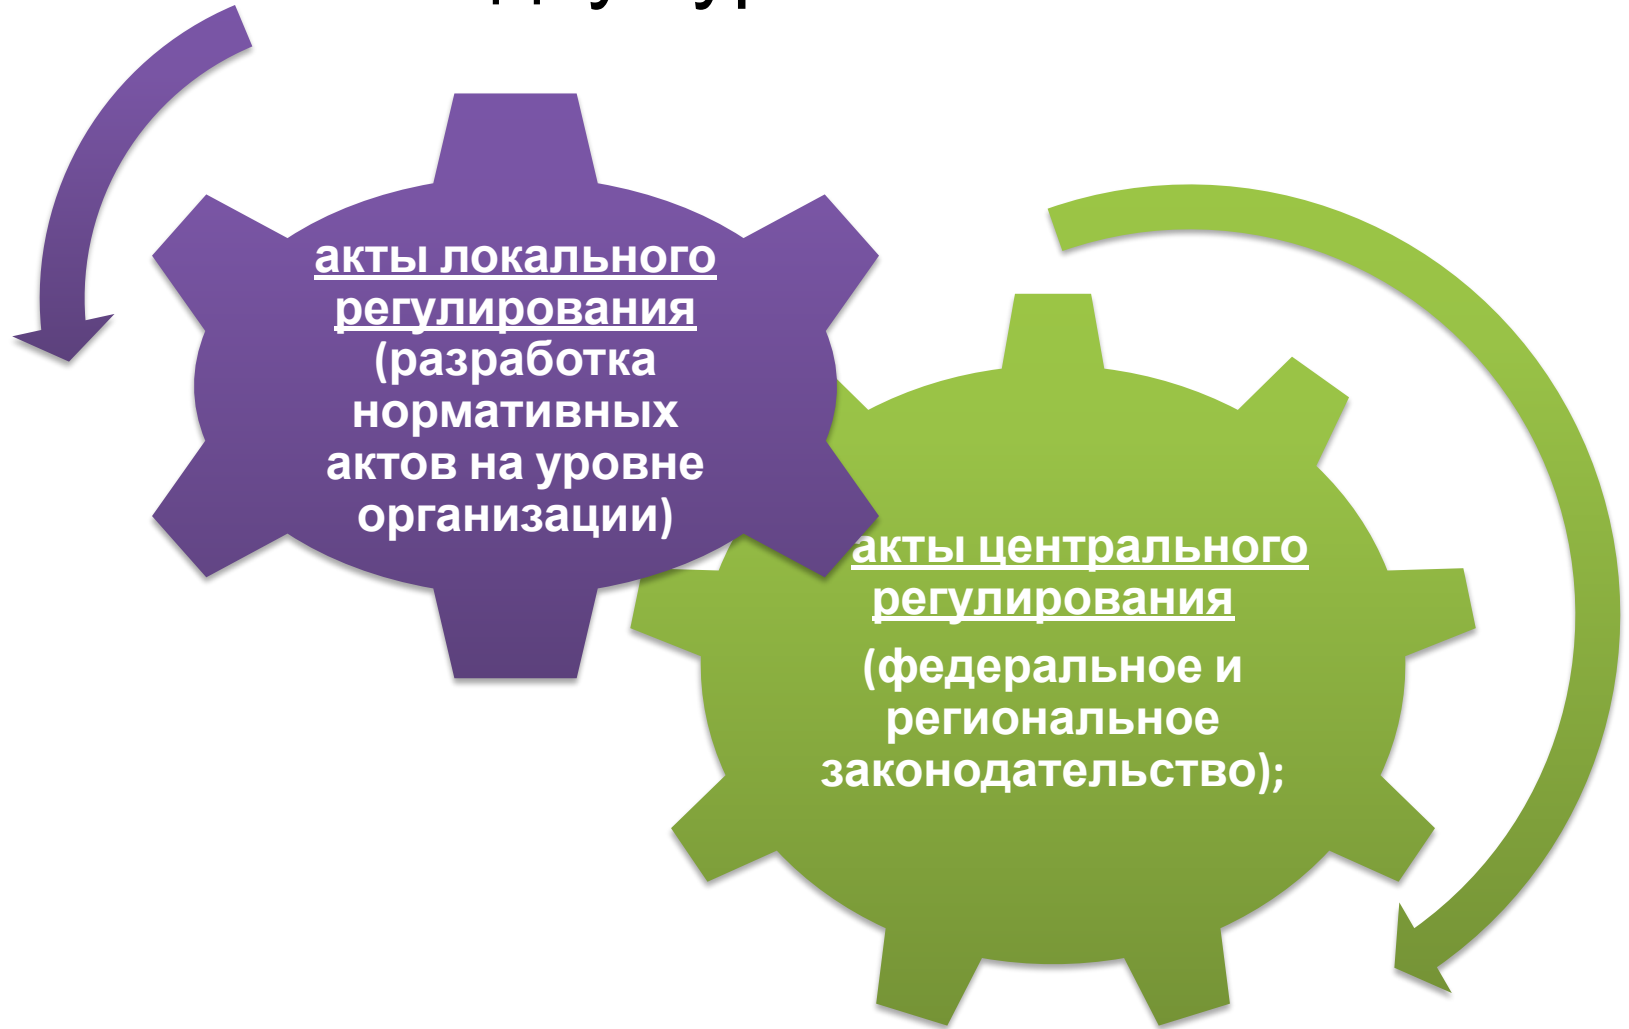 акты локального
регулирования
(разработка
нормативных
актов на уровне
организации)
акты центрального
регулирования
(федеральное и
региональное
законодательство);